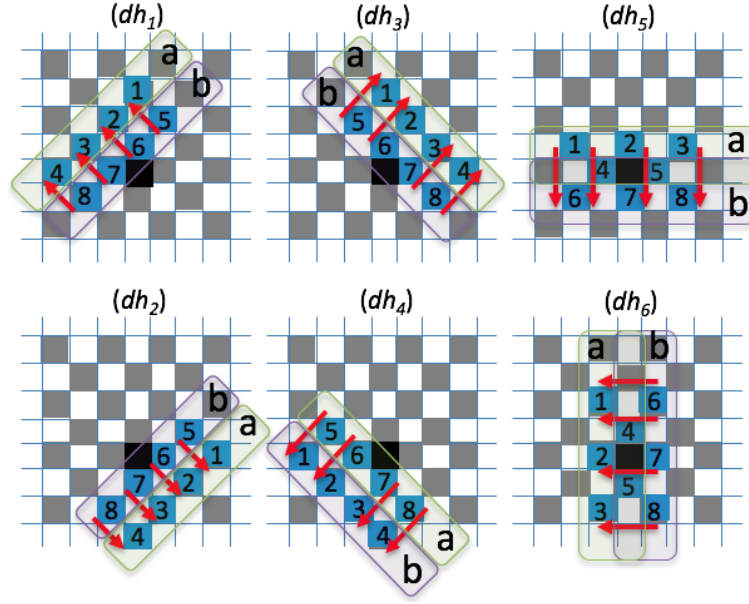 (dh₁) (dh₃) (dh₅)
a
a
b
b
1
1
2 5
5 2
1 2 3 a
3 6
6 3
4 5
4 7
7 4
6 7 8 b
8
8
(dh₂) (dh₄) (dh₆)
a b
b
1 6
5 a
5
4
6 1
1 6
2 7
7 2
2 7
5
8 3
3 8
3 8
4
4 a
b